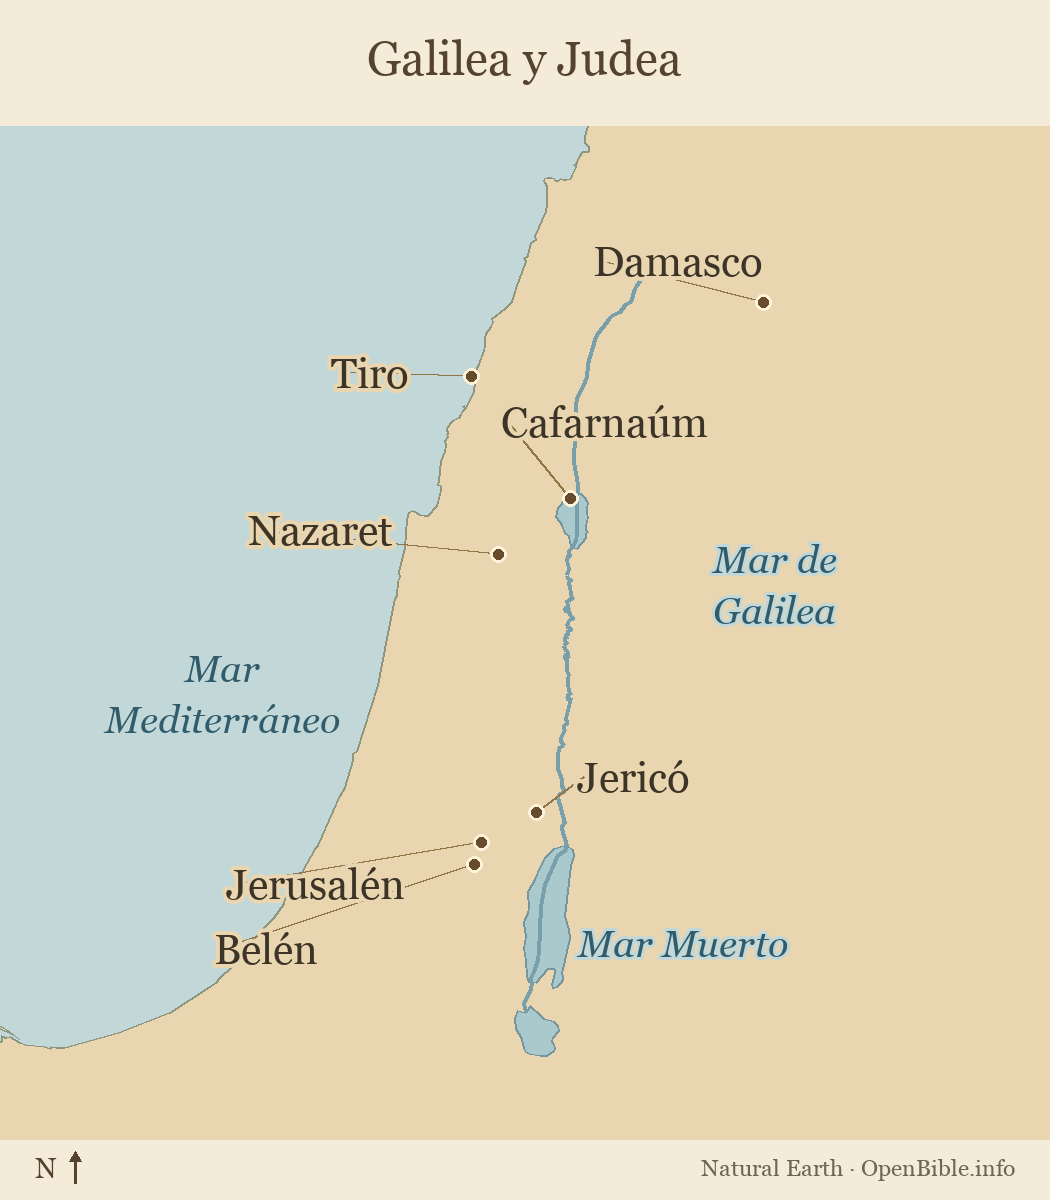 Galilea y Judea
Damasco
Tiro
Cafarnaúm
Nazaret
Mar de
Galilea
Mar
Mediterráneo
Jericó
Jerusalén
Belén
Mar Muerto
N
Natural Earth · OpenBible.info